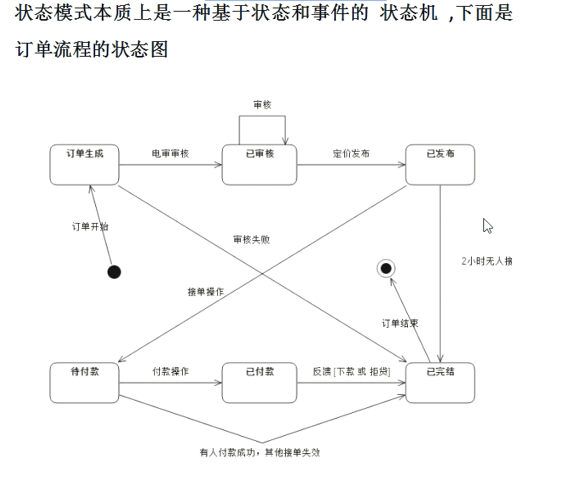 状态模式本质上是一种基于状态和事件的 状态机 ,下面是
订单流程的状态图
审核
订单生成
电审审核
已审核
定价发布
已发布
订单开始
审核失败
2小时无人接
接单操作
订单结束
待付款
付款操作
已付款
反馈[下款 或 拒贷]
已完结
有人付款成功，其他接单失效